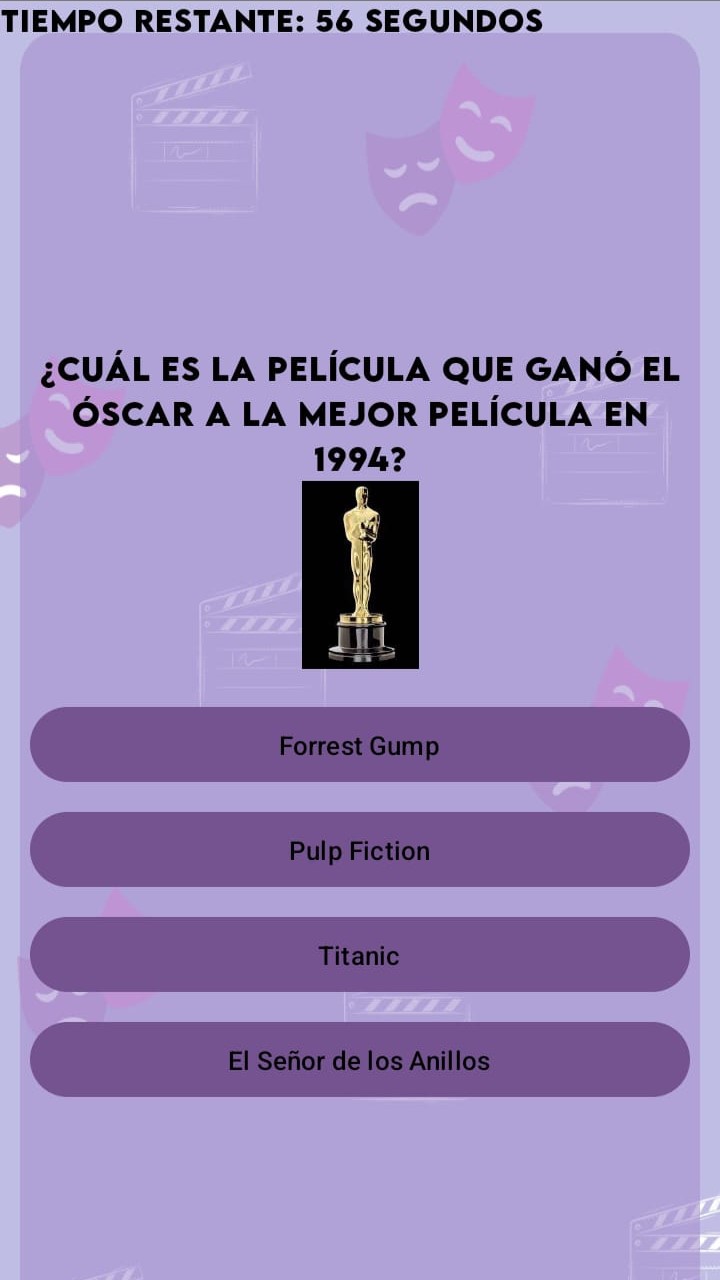 TIEMPO RESTANTE: 56 SEGUNDOS
¿CUÁL ES LA PELÍCULA QUE GANÓ EL
ÓSCAR A LA MEJOR PELÍCULA EN
1994?
Forrest Gump
Pulp Fiction
Titanic
El Señor de los Anillos